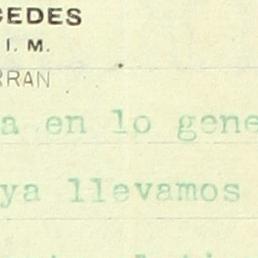 CEDES
I. M.
RRAN
a en lo gene
ya llevamos